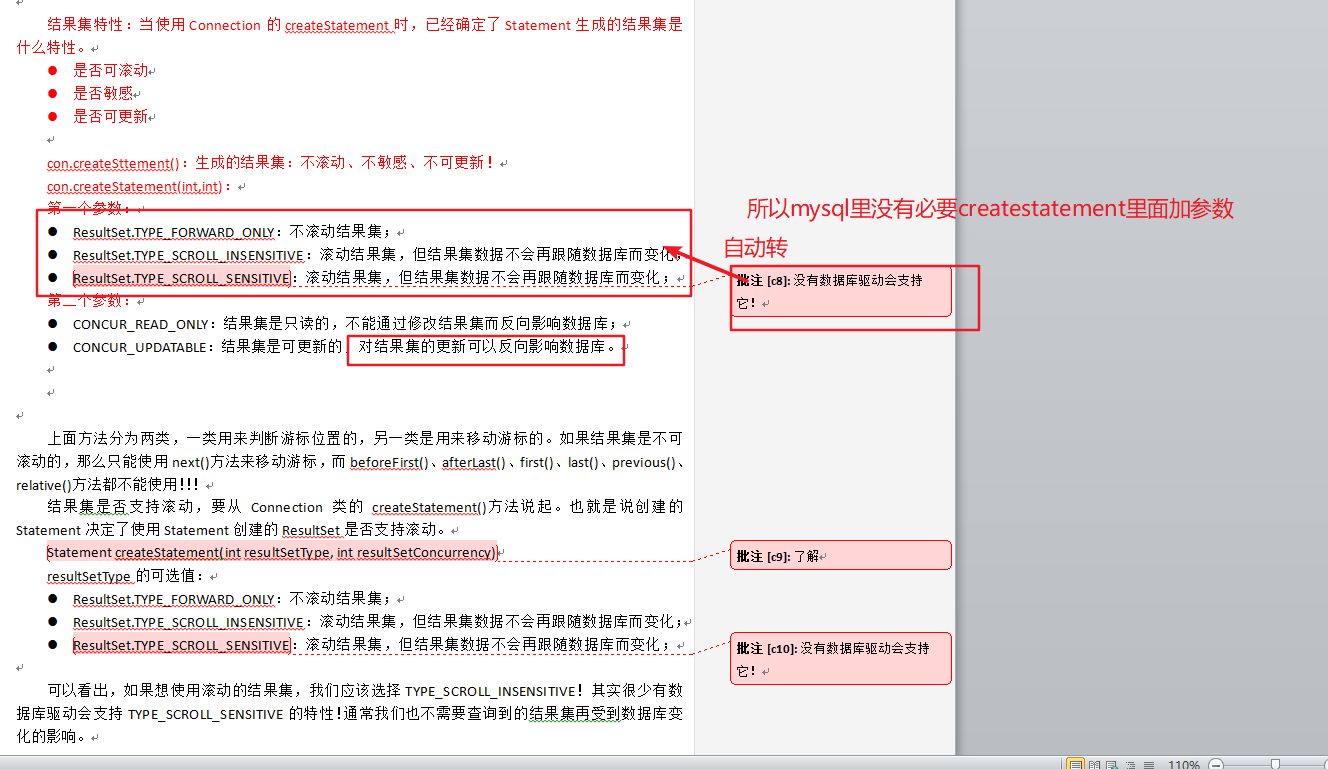 结果集特性：当使用 Connection 的 createStatement 时，已经确定了 Statement 生成的结果集是
什么特性。
● 是否可滚动
● 是否敏感
● 是否可更新
con.createSttement()：生成的结果集：不滚动、不敏感、不可更新！
con.createStatement(int,int)：
第一个参数：
● ResultSet.TYPE_FORWARD_ONLY：不滚动结果集；
● ResultSet.TYPE_SCROLL_INSENSITIVE：滚动结果集，但结果集数据不会再跟随数据库而变化；
● ResultSet.TYPE_SCROLL_SENSITIVE：滚动结果集，但结果集数据不会再跟随数据库而变化；
第二个参数：
● CONCUR_READ_ONLY：结果集是只读的，不能通过修改结果集而反向影响数据库；
● CONCUR_UPDATABLE：结果集是可更新的，对结果集的更新可以反向影响数据库。
所以mysql里没有必要createstatement里面加参数
自动转
批注 [c8]: 没有数据库驱动会支持
它！
上面方法分为两类，一类用来判断游标位置的，另一类是用来移动游标的。如果结果集是不可
滚动的，那么只能使用 next()方法来移动游标，而 beforeFirst()、afterLast()、first()、last()、previous()、
relative()方法都不能使用!!!
结果集是否支持滚动，要从 Connection 类的 createStatement()方法说起。也就是说创建的
Statement 决定了使用 Statement 创建的 ResultSet 是否支持滚动。
Statement createStatement(int resultSetType, int resultSetConcurrency)
批注 [c9]: 了解
resultSetType 的可选值：
● ResultSet.TYPE_FORWARD_ONLY：不滚动结果集；
● ResultSet.TYPE_SCROLL_INSENSITIVE：滚动结果集，但结果集数据不会再跟随数据库而变化；
● ResultSet.TYPE_SCROLL_SENSITIVE：滚动结果集，但结果集数据不会再跟随数据库而变化；
批注 [c10]: 没有数据库驱动会支持
它！
可以看出，如果想使用滚动的结果集，我们应该选择 TYPE_SCROLL_INSENSITIVE！其实很少有数
据库驱动会支持 TYPE_SCROLL_SENSITIVE 的特性!通常我们也不需要查询到的结果集再受到数据库变
化的影响。
110%